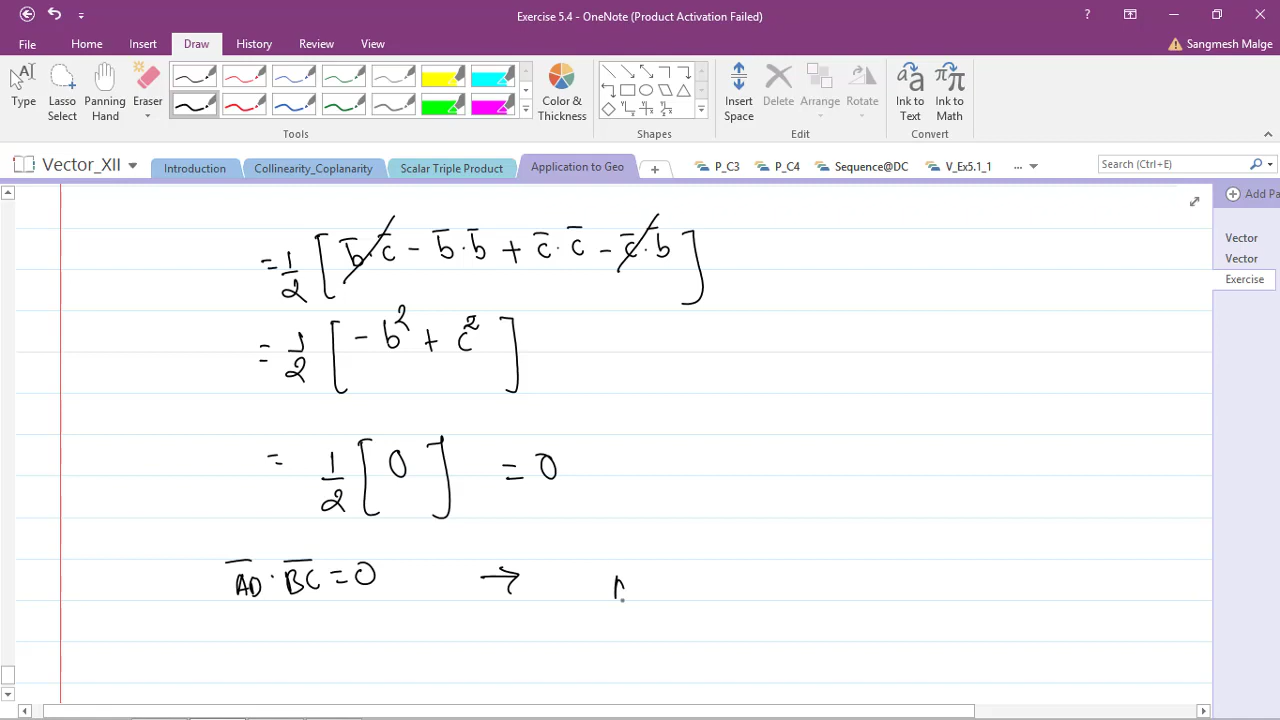 Exercise 5.4 - OneNote (Product Activation Failed)
?
File Home Insert Draw History Review View
Sangmesh Malge
Type
Lasso Select
Panning Hand
Eraser
Color & Thickness
Insert Space
Delete
Arrange
Rotate
Ink to Text
Ink to Math
Tools
Shapes
Edit
Convert
Vector_XII
Introduction
Collinearity_Coplanarity
Scalar Triple Product
Application to Geo
+
P_C3
P_C4
Sequence@DC
V_Ex5.1_1
...
Search (Ctrl+E)
Add Pa
Vector
Vector
Exercise
= 1/2 [ b̅·c̅ - b̅·b̅ + c̅·c̅ - c̅·b̅ ]
= 1/2 [ - b² + c² ]
= 1/2 [ 0 ] = 0
A̅D̅ · B̅C̅ = 0 →